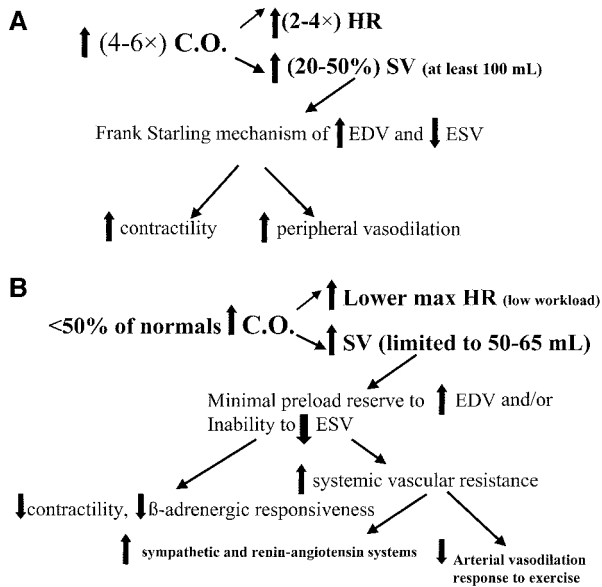 A
(4-6×) C.O.
(2-4×) HR
(20-50%) SV (at least 100 mL)
Frank Starling mechanism of EDV and ESV
contractility
peripheral vasodilation
B
<50% of normals C.O.
Lower max HR (low workload)
SV (limited to 50-65 mL)
Minimal preload reserve to EDV and/or
Inability to ESV
systemic vascular resistance
contractility, ß-adrenergic responsiveness
sympathetic and renin-angiotensin systems
Arterial vasodilation
response to exercise